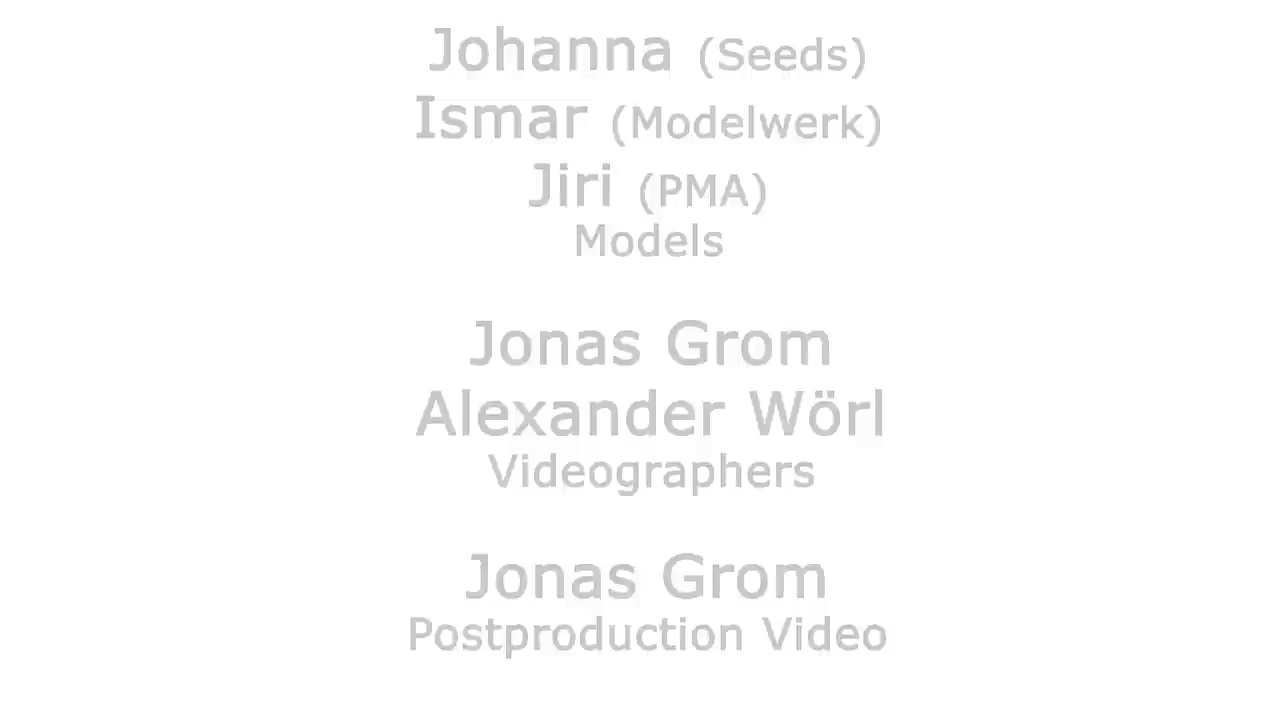 Johanna (Seeds)
Ismar (Modelwerk)
Jiri (PMA)
Models
Jonas Grom
Alexander Wörl
Videographers
Jonas Grom
Postproduction Video